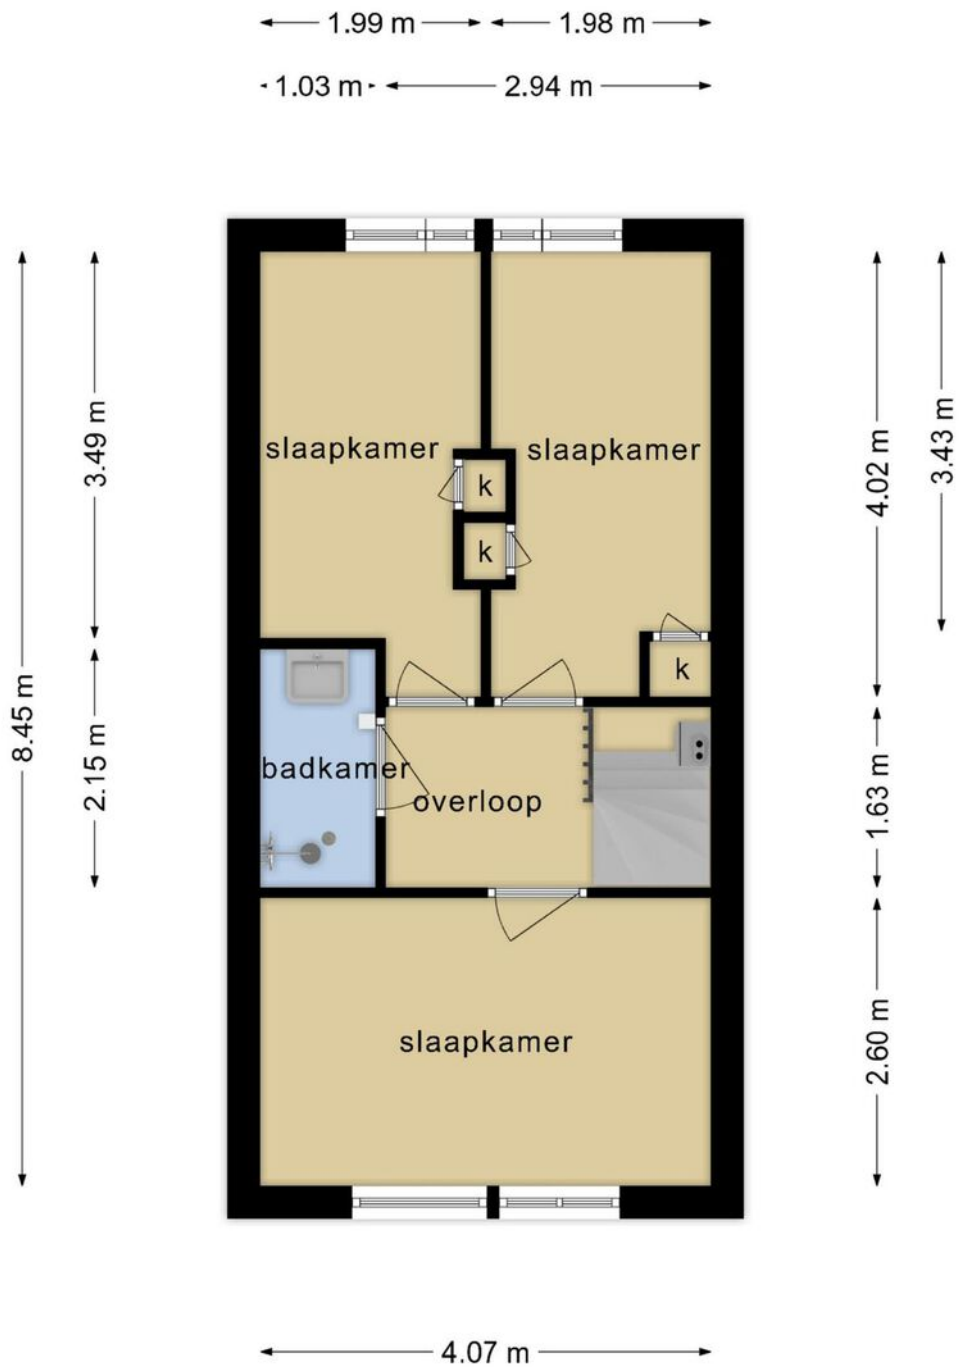 1.99 m 1.98 m
1.03 m 2.94 m
slaapkamer slaapkamer
k
k
k
badkamer
overloop
slaapkamer
8.45 m
3.49 m
2.15 m
4.02 m
1.63 m
2.60 m
3.43 m
4.07 m